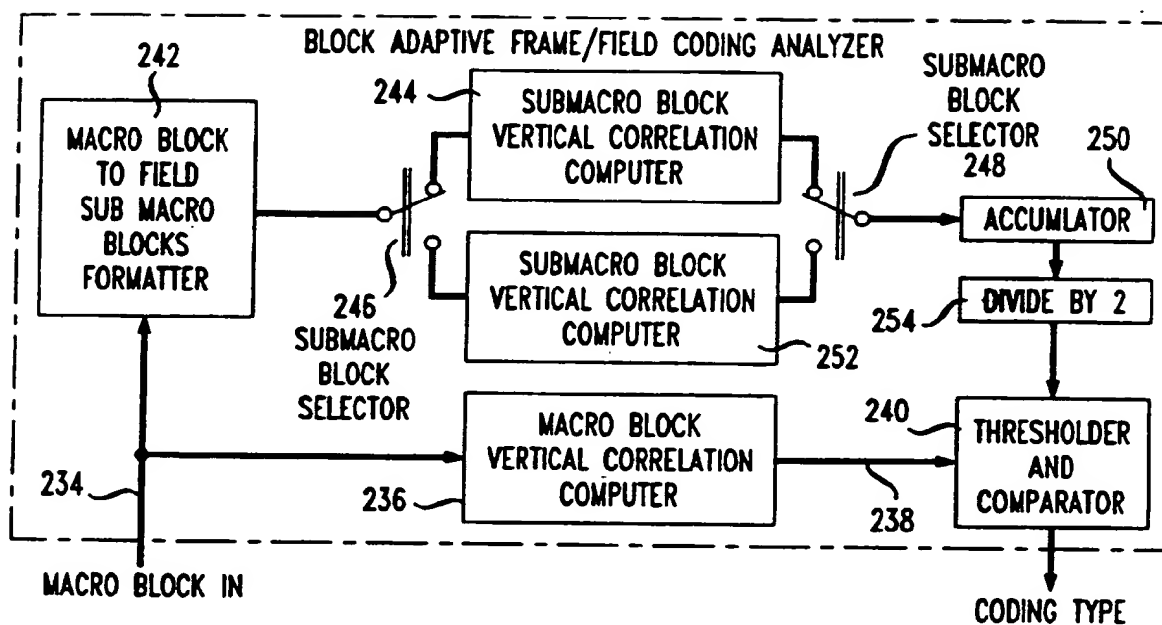 BLOCK ADAPTIVE FRAME/FIELD CODING ANALYZER
242
MACRO BLOCK
TO FIELD
SUB MACRO
BLOCKS
FORMATTER
244
SUBMACRO BLOCK
VERTICAL CORRELATION
COMPUTER
SUBMACRO
BLOCK
SELECTOR
248
250
ACCUMLATOR
246
SUBMACRO
BLOCK
SELECTOR
SUBMACRO BLOCK
VERTICAL CORRELATION
COMPUTER
252
254
DIVIDE BY 2
234
MACRO BLOCK
VERTICAL CORRELATION
COMPUTER
236
238
240
THRESHOLDER
AND
COMPARATOR
MACRO BLOCK IN
CODING TYPE